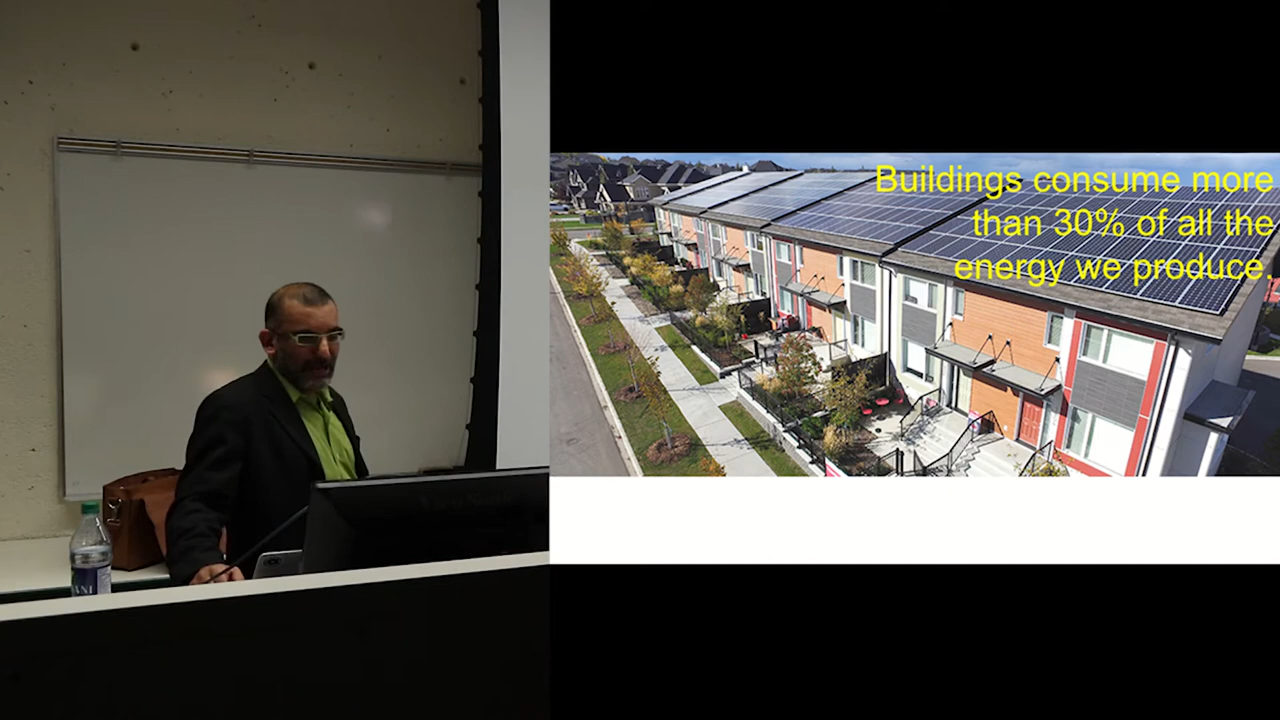 Buildings consume more
than 30% of all the
energy we produce.